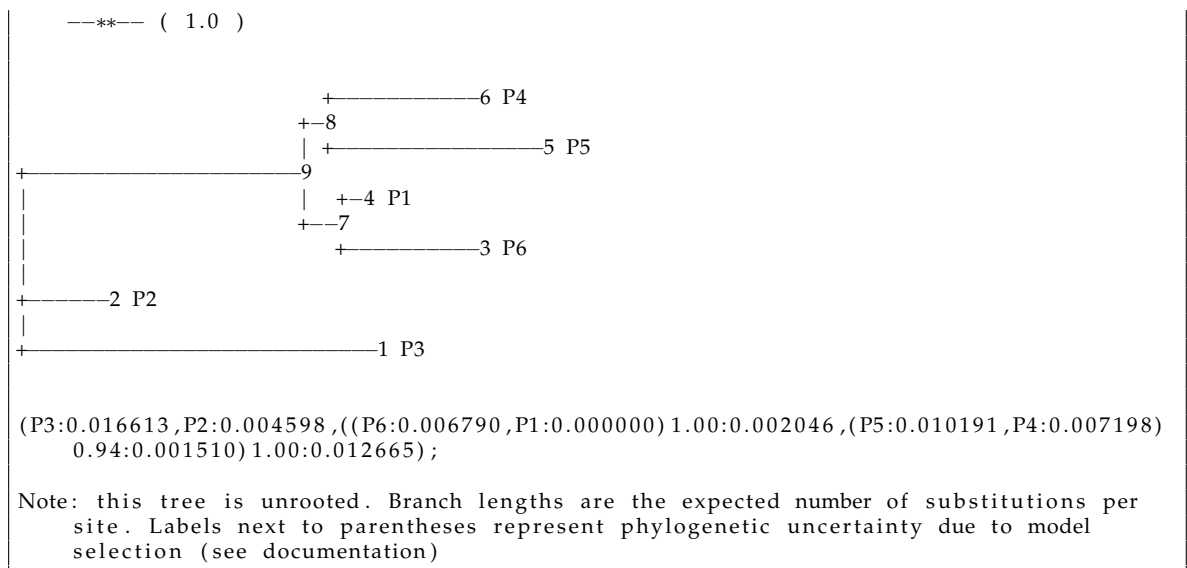 ——**—— ( 1.0 )
+———————————6 P4
+—8
| +————————————————5 P5
+—————————————————————9
| | +—4 P1
| +——7
| +——————————3 P6
|
+——————2 P2
|
+———————————————————————————1 P3
(P3:0.016613,P2:0.004598,((P6:0.006790,P1:0.000000)1.00:0.002046,(P5:0.010191,P4:0.007198)
0.94:0.001510)1.00:0.012665);
Note: this tree is unrooted. Branch lengths are the expected number of substitutions per
site. Labels next to parentheses represent phylogenetic uncertainty due to model
selection (see documentation)